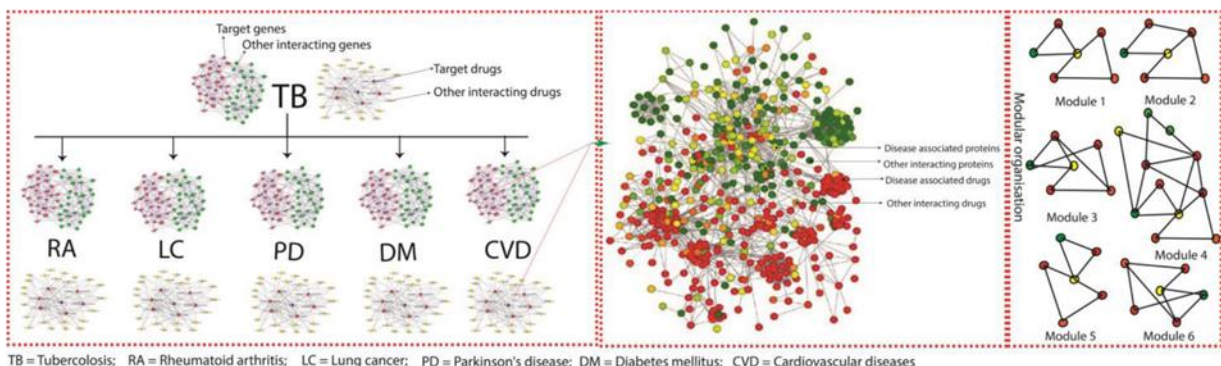 Target genes
Other interacting genes
Target drugs
Other interacting drugs
TB
RA
LC
PD
DM
CVD
Disease associated proteins
Other interacting proteins
Disease associated drugs
Other interacting drugs
Modular organisation
Module 1
Module 2
Module 3
Module 4
Module 5
Module 6
TB = Tubercolosis; RA = Rheumatoid arthritis; LC = Lung cancer; PD = Parkinson's disease; DM = Diabetes mellitus; CVD = Cardiovascular diseases